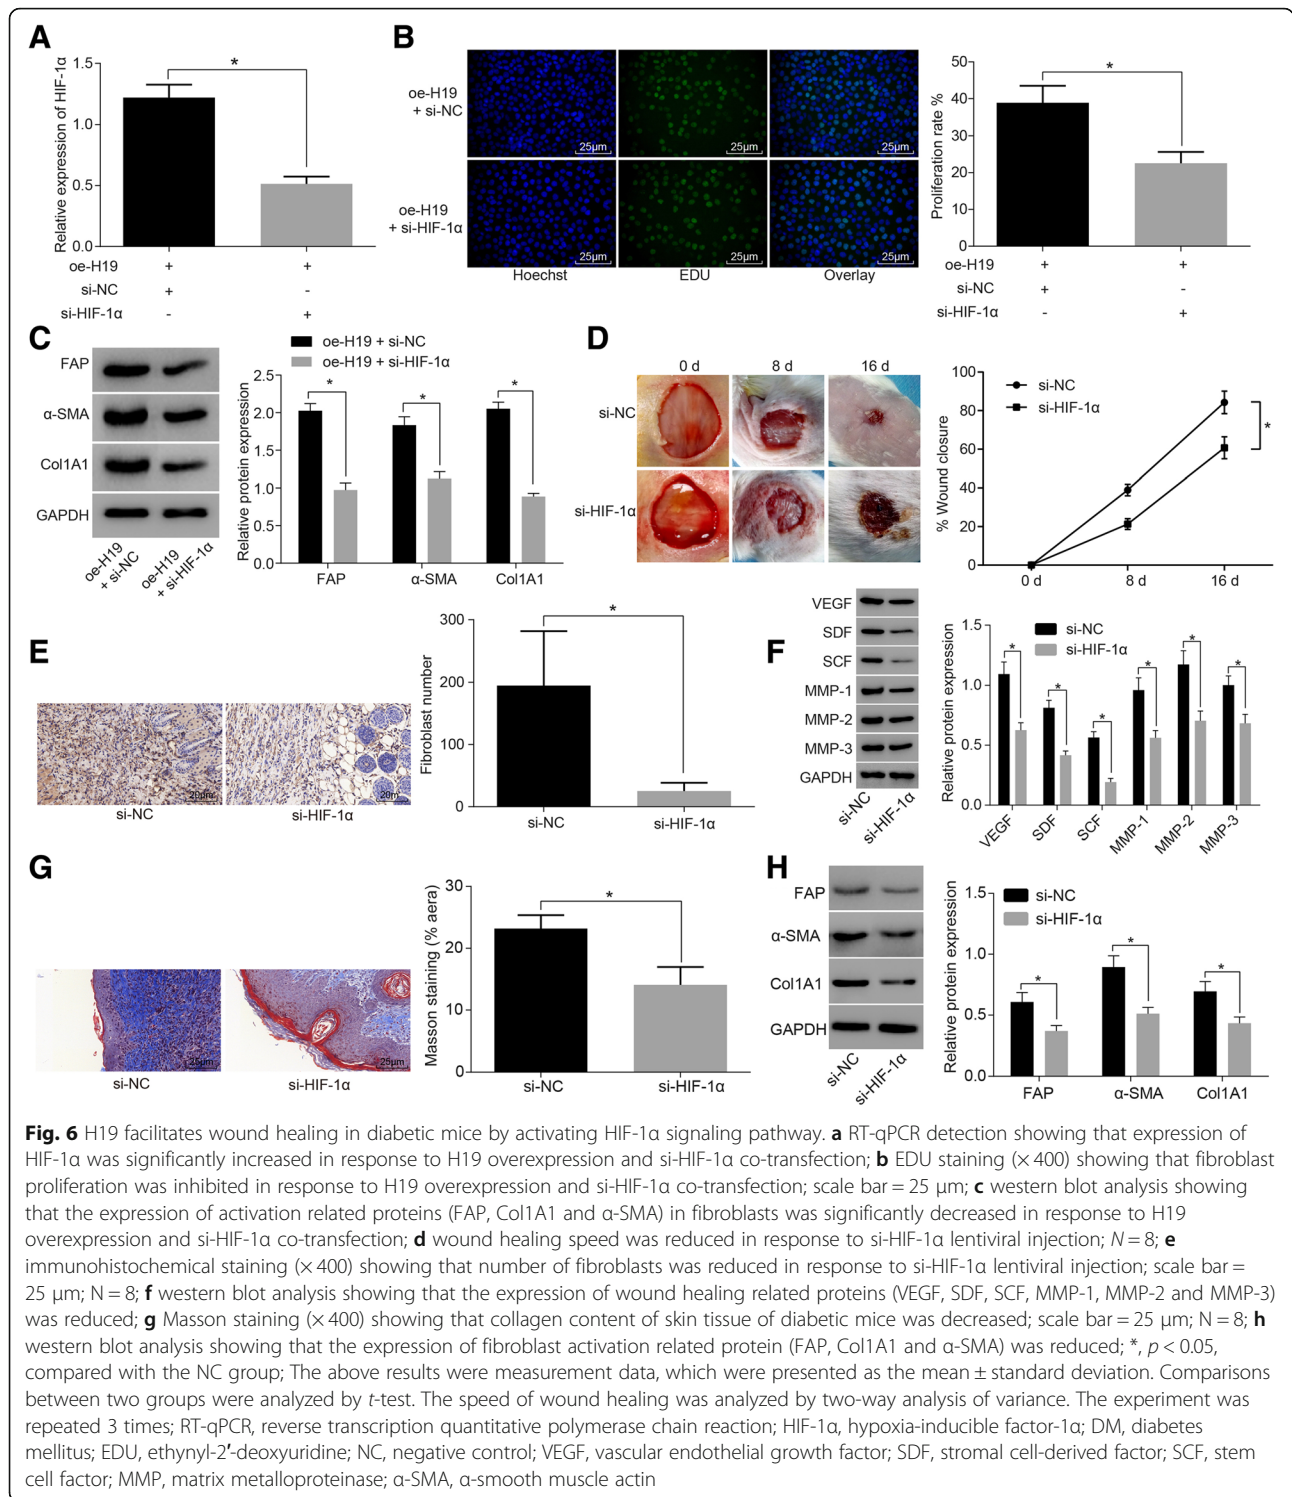 A
Relative expression of HIF-1α
1.5
1.0
0.5
0.0
*
oe-H19 + +
si-NC + -
si-HIF-1α - +
B
oe-H19
+ si-NC
oe-H19
+ si-HIF-1α
25μm 25μm 25μm
25μm 25μm 25μm
Hoechst EDU Overlay
Proliferation rate %
50
40
30
20
10
0
*
oe-H19 + +
si-NC + -
si-HIF-1α - +
C
FAP
α-SMA
Col1A1
GAPDH
oe-H19
+ si-NC
oe-H19
+ si-HIF-1α
oe-H19 + si-NC
oe-H19 + si-HIF-1α
Relative protein expression
2.5
2.0
1.5
1.0
0.5
0.0
* * *
FAP α-SMA Col1A1
D
0 d 8 d 16 d
si-NC
si-HIF-1α
% Wound closure
100
80
60
40
20
0
si-NC
si-HIF-1α
*
0 d 8 d 16 d
E
20μm
si-NC si-HIF-1α
Fibroblast number
300
200
100
0
*
si-NC si-HIF-1α
F
VEGF
SDF
SCF
MMP-1
MMP-2
MMP-3
GAPDH
si-NC
si-HIF-1α
Relative protein expression
1.5
1.0
0.5
0.0
si-NC
si-HIF-1α
* * * * * *
VEGF SDF SCF MMP-1 MMP-2 MMP-3
G
25μm 25μm
si-NC si-HIF-1α
Masson staining (% aera)
30
20
10
0
*
si-NC si-HIF-1α
H
FAP
α-SMA
Col1A1
GAPDH
si-NC
si-HIF-1α
Relative protein expression
1.5
1.0
0.5
0.0
si-NC
si-HIF-1α
* * *
FAP α-SMA Col1A1
Fig. 6 H19 facilitates wound healing in diabetic mice by activating HIF-1α signaling pathway. a RT-qPCR detection showing that expression of
HIF-1α was significantly increased in response to H19 overexpression and si-HIF-1α co-transfection; b EDU staining (× 400) showing that fibroblast
proliferation was inhibited in response to H19 overexpression and si-HIF-1α co-transfection; scale bar = 25 μm; c western blot analysis showing
that the expression of activation related proteins (FAP, Col1A1 and α-SMA) in fibroblasts was significantly decreased in response to H19
overexpression and si-HIF-1α co-transfection; d wound healing speed was reduced in response to si-HIF-1α lentiviral injection; N = 8; e
immunohistochemical staining (× 400) showing that number of fibroblasts was reduced in response to si-HIF-1α lentiviral injection; scale bar =
25 μm; N = 8; f western blot analysis showing that the expression of wound healing related proteins (VEGF, SDF, SCF, MMP-1, MMP-2 and MMP-3)
was reduced; g Masson staining (× 400) showing that collagen content of skin tissue of diabetic mice was decreased; scale bar = 25 μm; N = 8; h
western blot analysis showing that the expression of fibroblast activation related protein (FAP, Col1A1 and α-SMA) was reduced; *, p < 0.05,
compared with the NC group; The above results were measurement data, which were presented as the mean ± standard deviation. Comparisons
between two groups were analyzed by t-test. The speed of wound healing was analyzed by two-way analysis of variance. The experiment was
repeated 3 times; RT-qPCR, reverse transcription quantitative polymerase chain reaction; HIF-1α, hypoxia-inducible factor-1α; DM, diabetes
mellitus; EDU, ethynyl-2′-deoxyuridine; NC, negative control; VEGF, vascular endothelial growth factor; SDF, stromal cell-derived factor; SCF, stem
cell factor; MMP, matrix metalloproteinase; α-SMA, α-smooth muscle actin